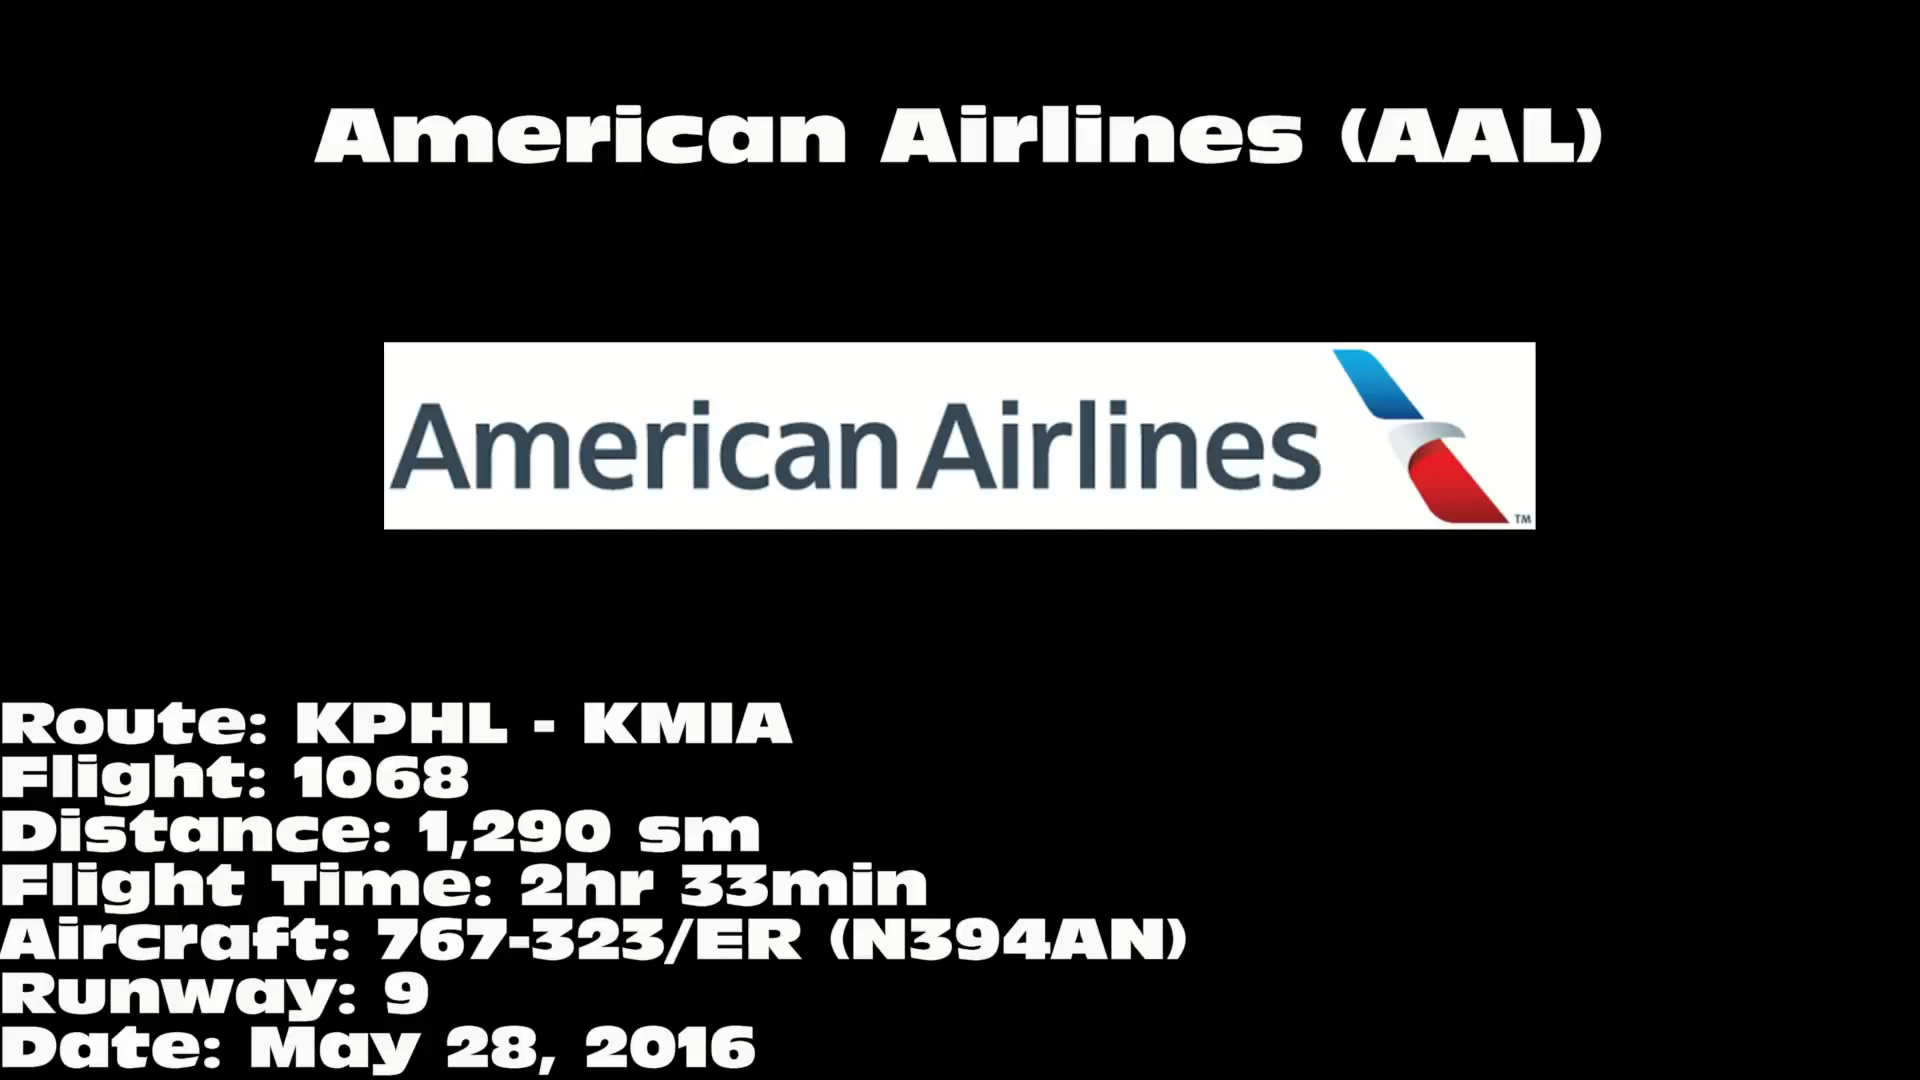 American Airlines (AAL)
American Airlines
TM
Route: KPHL - KMIA
Flight: 1068
Distance: 1,290 sm
Flight Time: 2hr 33min
Aircraft: 767-323/ER (N394AN)
Runway: 9
Date: May 28, 2016